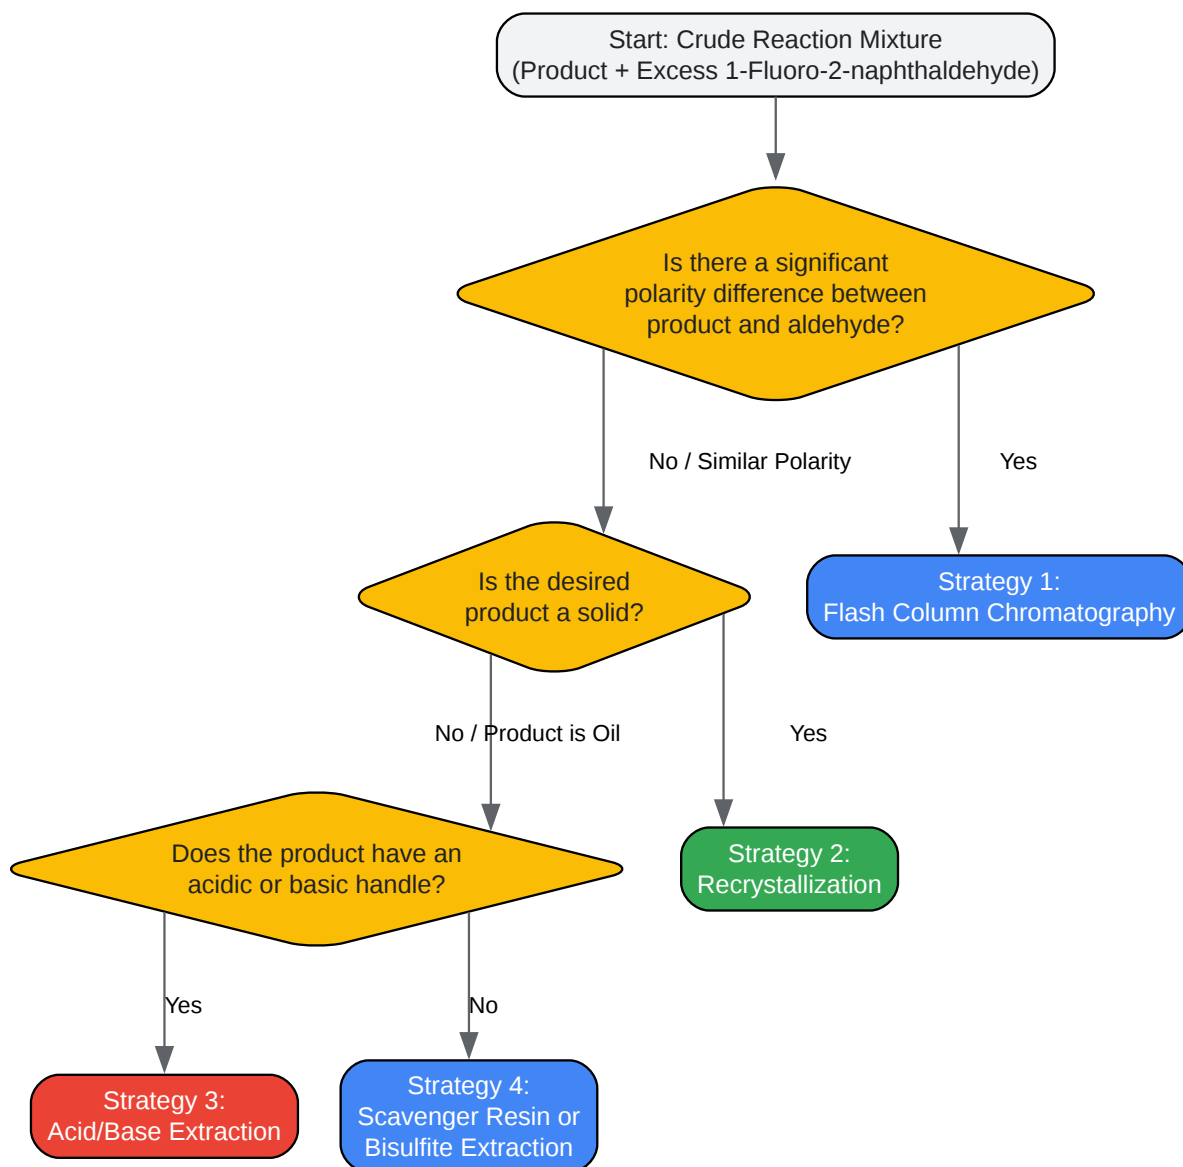 Start: Crude Reaction Mixture
(Product + Excess 1-Fluoro-2-naphthaldehyde)
Is there a significant
polarity difference between
product and aldehyde?
No / Similar Polarity
Yes
Is the desired
product a solid?
Strategy 1:
Flash Column Chromatography
No / Product is Oil
Yes
Does the product have an
acidic or basic handle?
Strategy 2:
Recrystallization
Yes
No
Strategy 3:
Acid/Base Extraction
Strategy 4:
Scavenger Resin or
Bisulfite Extraction